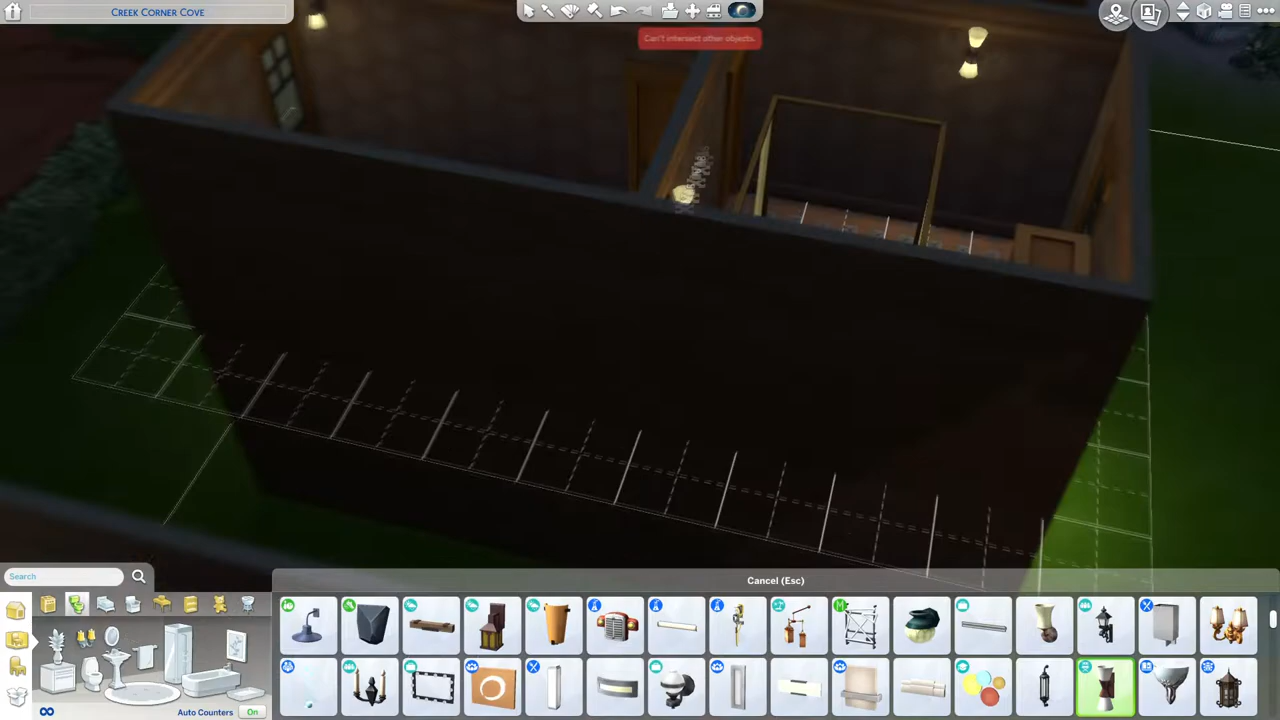 CREEK CORNER COVE
Can't intersect other objects.
Search
Cancel (Esc)
Auto Counters
On